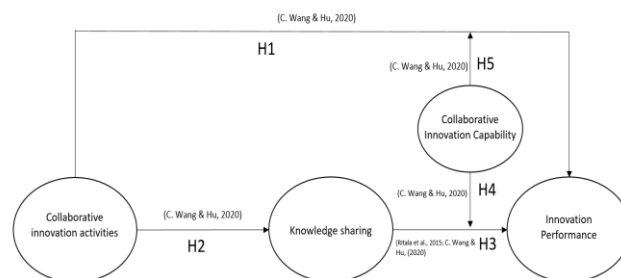 (C. Wang & Hu, 2020)
H1
(C. Wang & Hu, 2020)
H5
Collaborative
Innovation Capability
(C. Wang & Hu, 2020)
H4
Collaborative
innovation activities
(C. Wang & Hu, 2020)
H2
Knowledge sharing
(Ritala et al., 2015; C. Wang &
Hu, (2020)
H3
Innovation
Performance